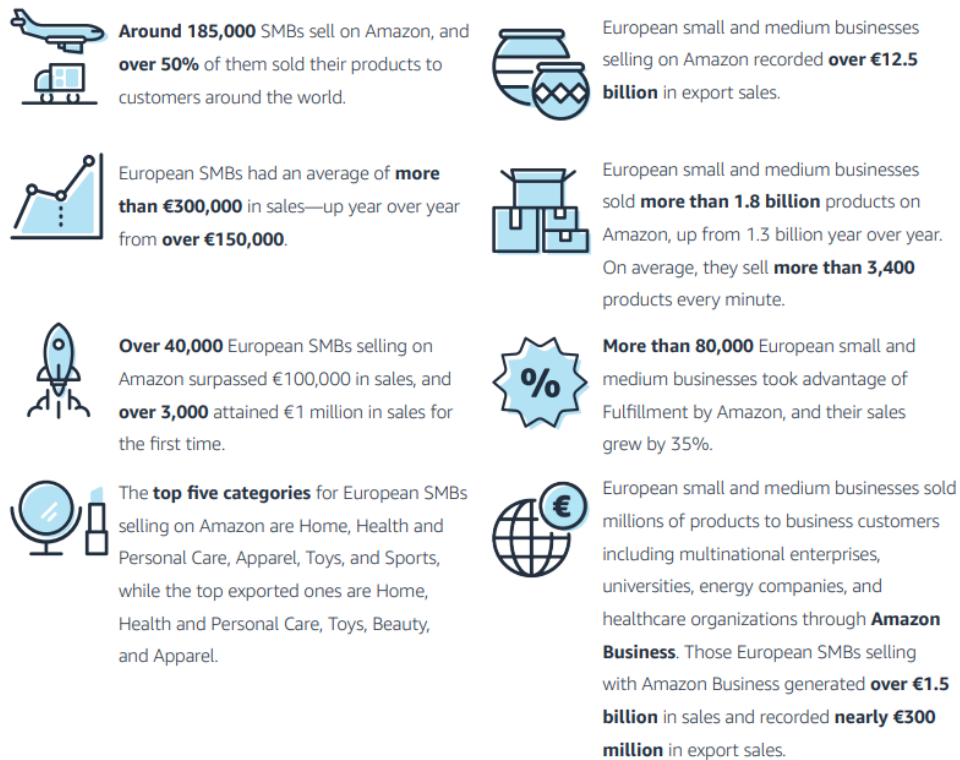 Around 185,000 SMBs sell on Amazon, and
over 50% of them sold their products to
customers around the world.
European small and medium businesses
selling on Amazon recorded over €12.5
billion in export sales.
European SMBs had an average of more
than €300,000 in sales—up year over year
from over €150,000.
European small and medium businesses
sold more than 1.8 billion products on
Amazon, up from 1.3 billion year over year.
On average, they sell more than 3,400
products every minute.
Over 40,000 European SMBs selling on
Amazon surpassed €100,000 in sales, and
over 3,000 attained €1 million in sales for
the first time.
%
More than 80,000 European small and
medium businesses took advantage of
Fulfillment by Amazon, and their sales
grew by 35%.
The top five categories for European SMBs
selling on Amazon are Home, Health and
Personal Care, Apparel, Toys, and Sports,
while the top exported ones are Home,
Health and Personal Care, Toys, Beauty,
and Apparel.
€
European small and medium businesses sold
millions of products to business customers
including multinational enterprises,
universities, energy companies, and
healthcare organizations through Amazon
Business. Those European SMBs selling
with Amazon Business generated over €1.5
billion in sales and recorded nearly €300
million in export sales.